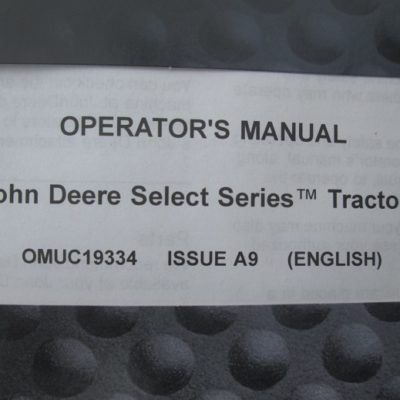 OPERATOR'S MANUAL
ohn Deere Select Series™ Tracto
OMUC19334 ISSUE A9 (ENGLISH)